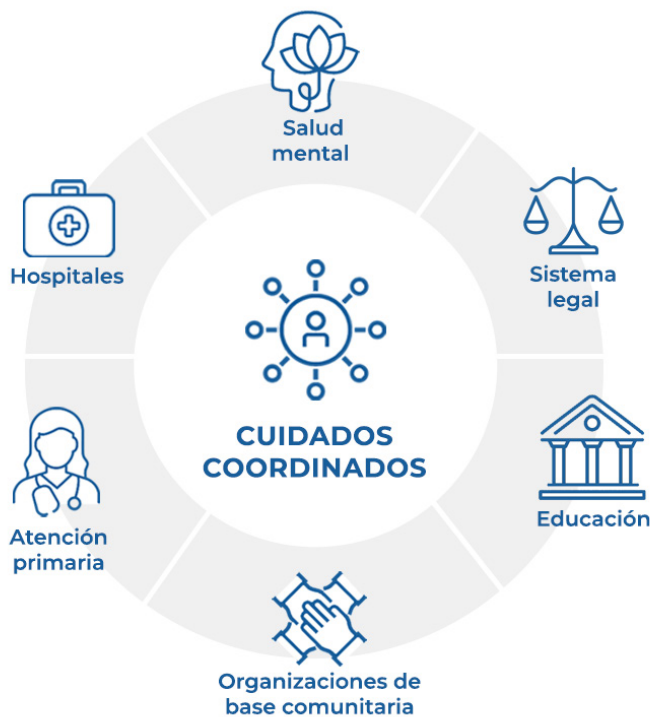 Salud
mental
Hospitales
Sistema
legal
CUIDADOS
COORDINADOS
Atención
primaria
Educación
Organizaciones de
base comunitaria